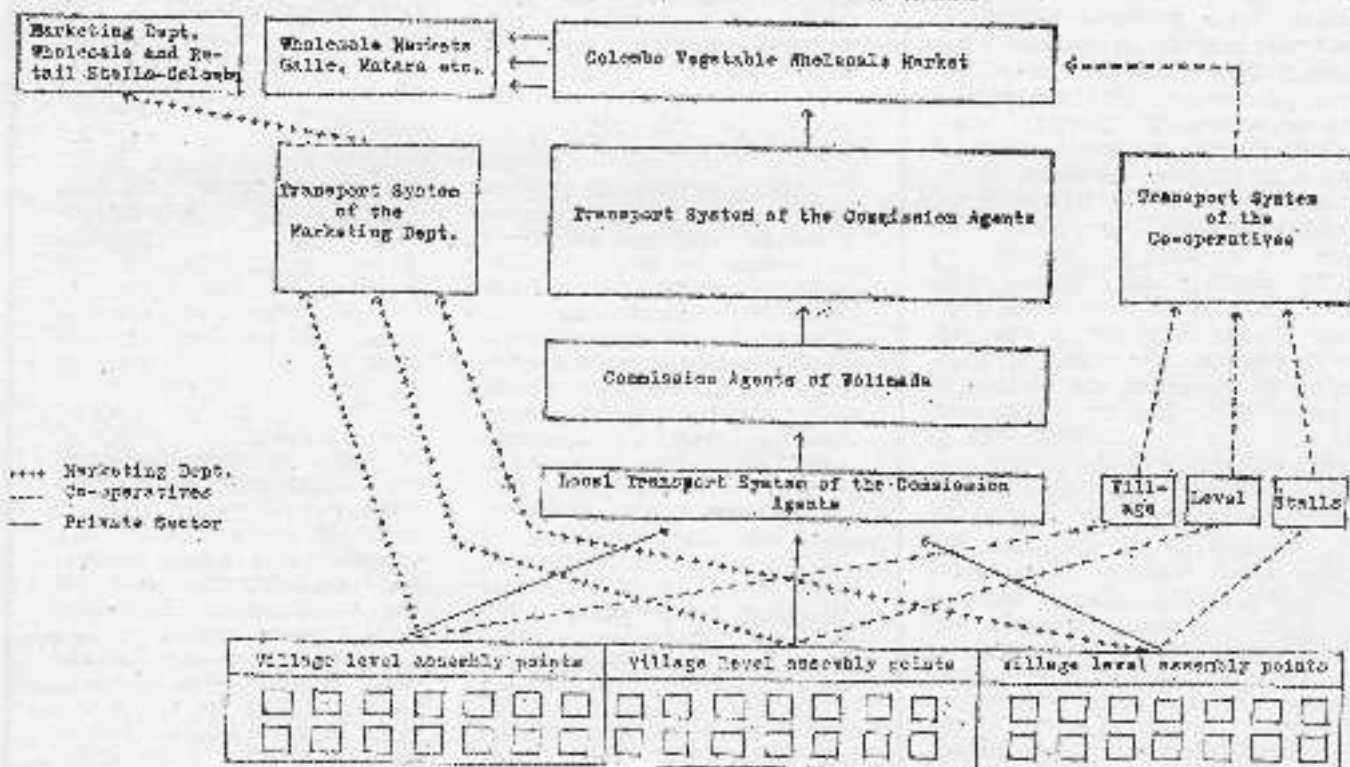 Marketing Dept.
Wholesale and Re-
tail Stalls-Colombo
Wholesale Markets
Galle, Matara etc.
Colombo Vegetable Wholesale Market
Transport System
of the
Marketing Dept.
Transport System of the Commission Agents
Transport System
of the
Co-operatives
Commission Agents of Welimada
++++ Marketing Dept.
---- Co-operatives
—— Private Sector
Local Transport System of the Commission
Agents
Vill-
age
Level
Stalls
Village level assembly points
Village level assembly points
Village level assembly points